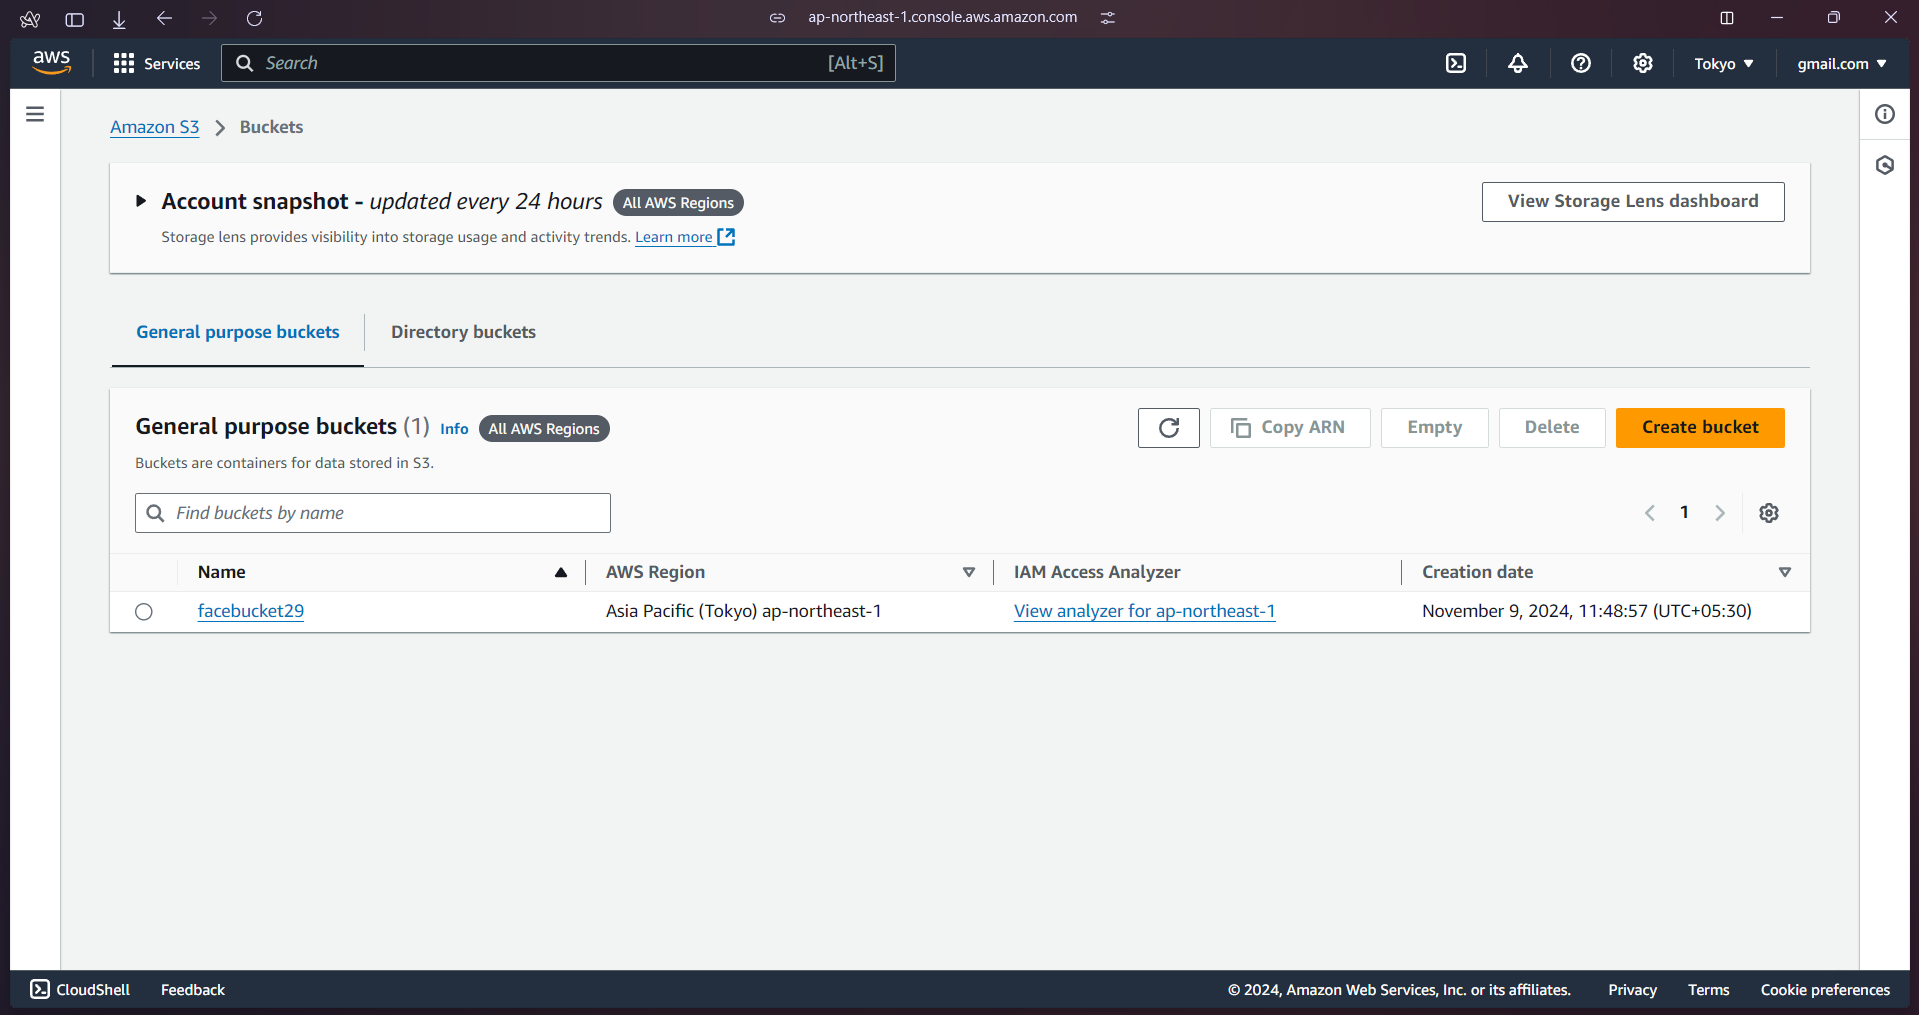 ap-northeast-1.console.aws.amazon.com
aws Services Search [Alt+S] Tokyo gmail.com
Amazon S3 Buckets
Account snapshot - updated every 24 hours All AWS Regions View Storage Lens dashboard
Storage lens provides visibility into storage usage and activity trends. Learn more
General purpose buckets Directory buckets
General purpose buckets (1) Info All AWS Regions Copy ARN Empty Delete Create bucket
Buckets are containers for data stored in S3.
Find buckets by name 1
Name AWS Region IAM Access Analyzer Creation date
facebucket29 Asia Pacific (Tokyo) ap-northeast-1 View analyzer for ap-northeast-1 November 9, 2024, 11:48:57 (UTC+05:30)
CloudShell Feedback © 2024, Amazon Web Services, Inc. or its affiliates. Privacy Terms Cookie preferences